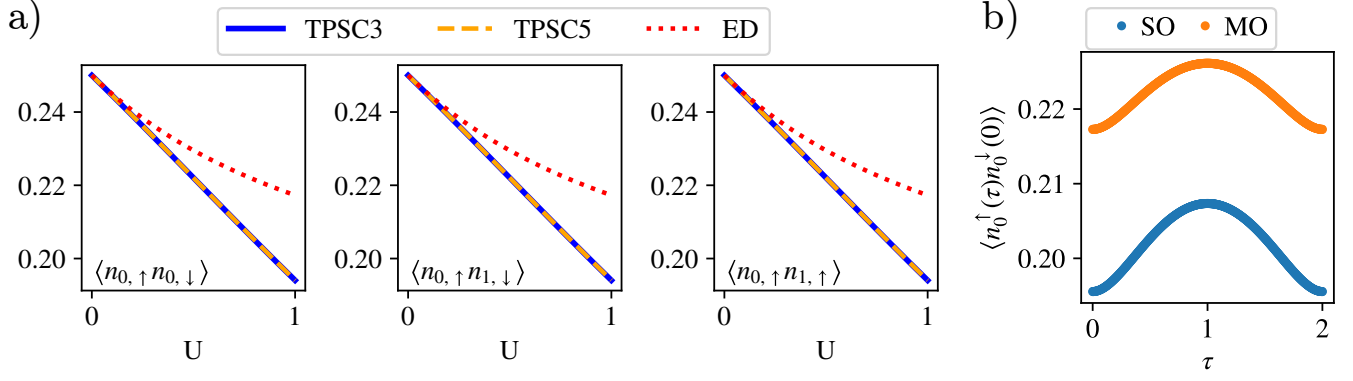 a)
TPSC3 TPSC5 ED
0.24 0.22 0.20
⟨n0,↑n0,↓⟩
0 1
U
0.24 0.22 0.20
⟨n0,↑n1,↓⟩
0 1
U
0.24 0.22 0.20
⟨n0,↑n1,↑⟩
0 1
U
b)
SO MO
⟨n0↑(τ)n0↓(0)⟩
0.22
0.21
0.20
0 1 2
τ